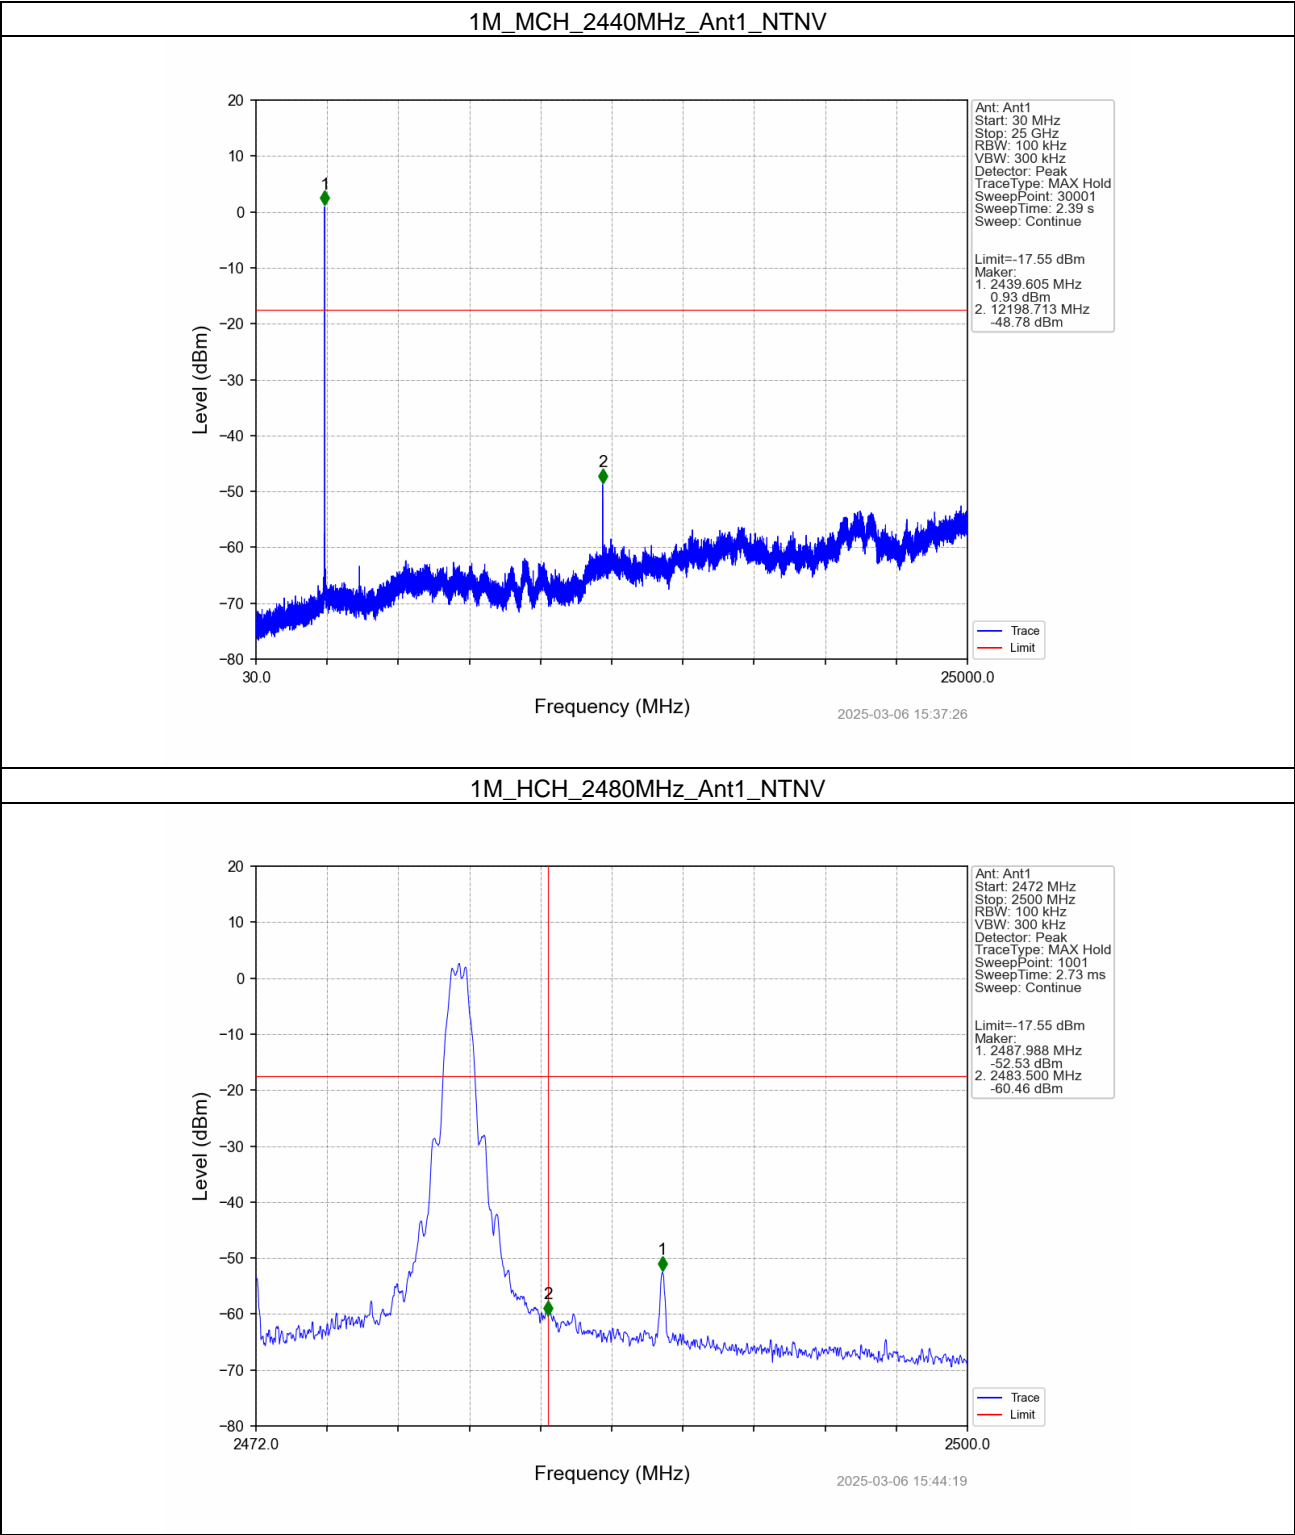 1M_MCH_2440MHz_Ant1_NTNV
20
10
0
−10
−20
−30
−40
−50
−60
−70
−80
Level (dBm)
1
2
30.0
25000.0
Frequency (MHz)
2025-03-06 15:37:26
Ant: Ant1
Start: 30 MHz
Stop: 25 GHz
RBW: 100 kHz
VBW: 300 kHz
Detector: Peak
TraceType: MAX Hold
SweepPoint: 30001
SweepTime: 2.39 s
Sweep: Continue
Limit=-17.55 dBm
Maker:
1. 2439.605 MHz
0.93 dBm
2. 12198.713 MHz
-48.78 dBm
Trace
Limit
1M_HCH_2480MHz_Ant1_NTNV
20
10
0
−10
−20
−30
−40
−50
−60
−70
−80
Level (dBm)
1
2
2472.0
2500.0
Frequency (MHz)
2025-03-06 15:44:19
Ant: Ant1
Start: 2472 MHz
Stop: 2500 MHz
RBW: 100 kHz
VBW: 300 kHz
Detector: Peak
TraceType: MAX Hold
SweepPoint: 1001
SweepTime: 2.73 ms
Sweep: Continue
Limit=-17.55 dBm
Maker:
1. 2487.988 MHz
-52.53 dBm
2. 2483.500 MHz
-60.46 dBm
Trace
Limit